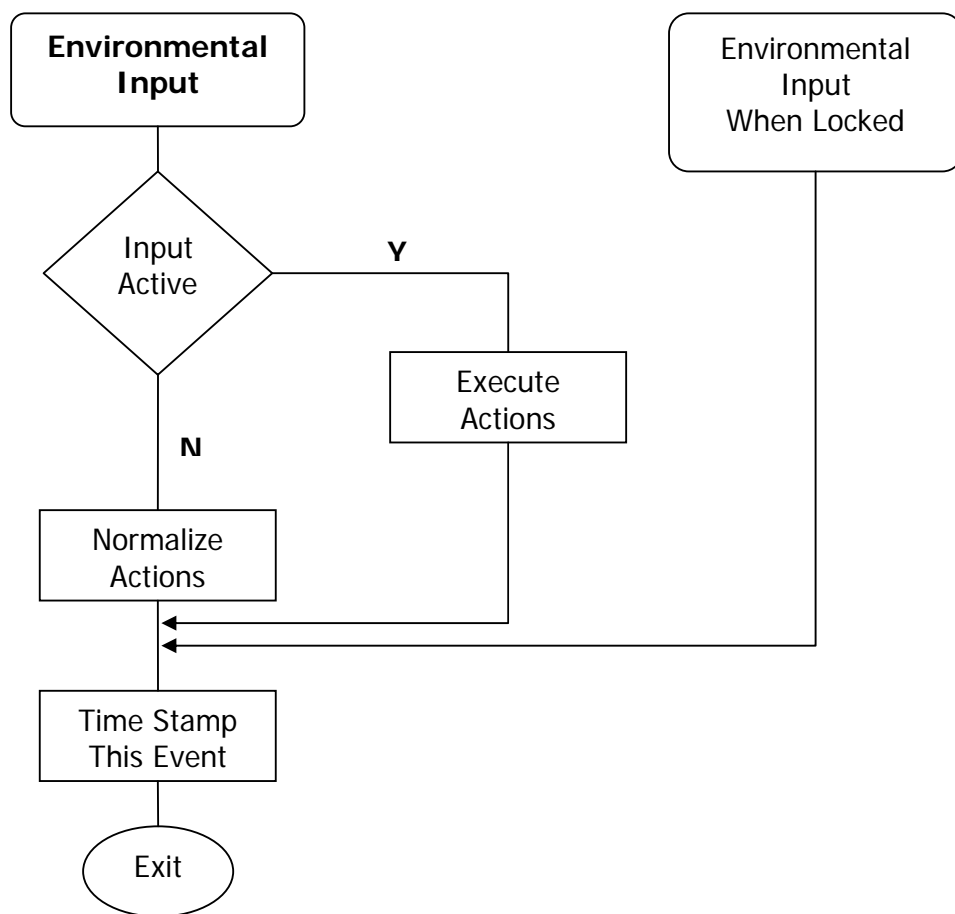 Environmental
Input
Environmental
Input
When Locked
Input
Active
Y
Execute
Actions
N
Normalize
Actions
Time Stamp
This Event
Exit